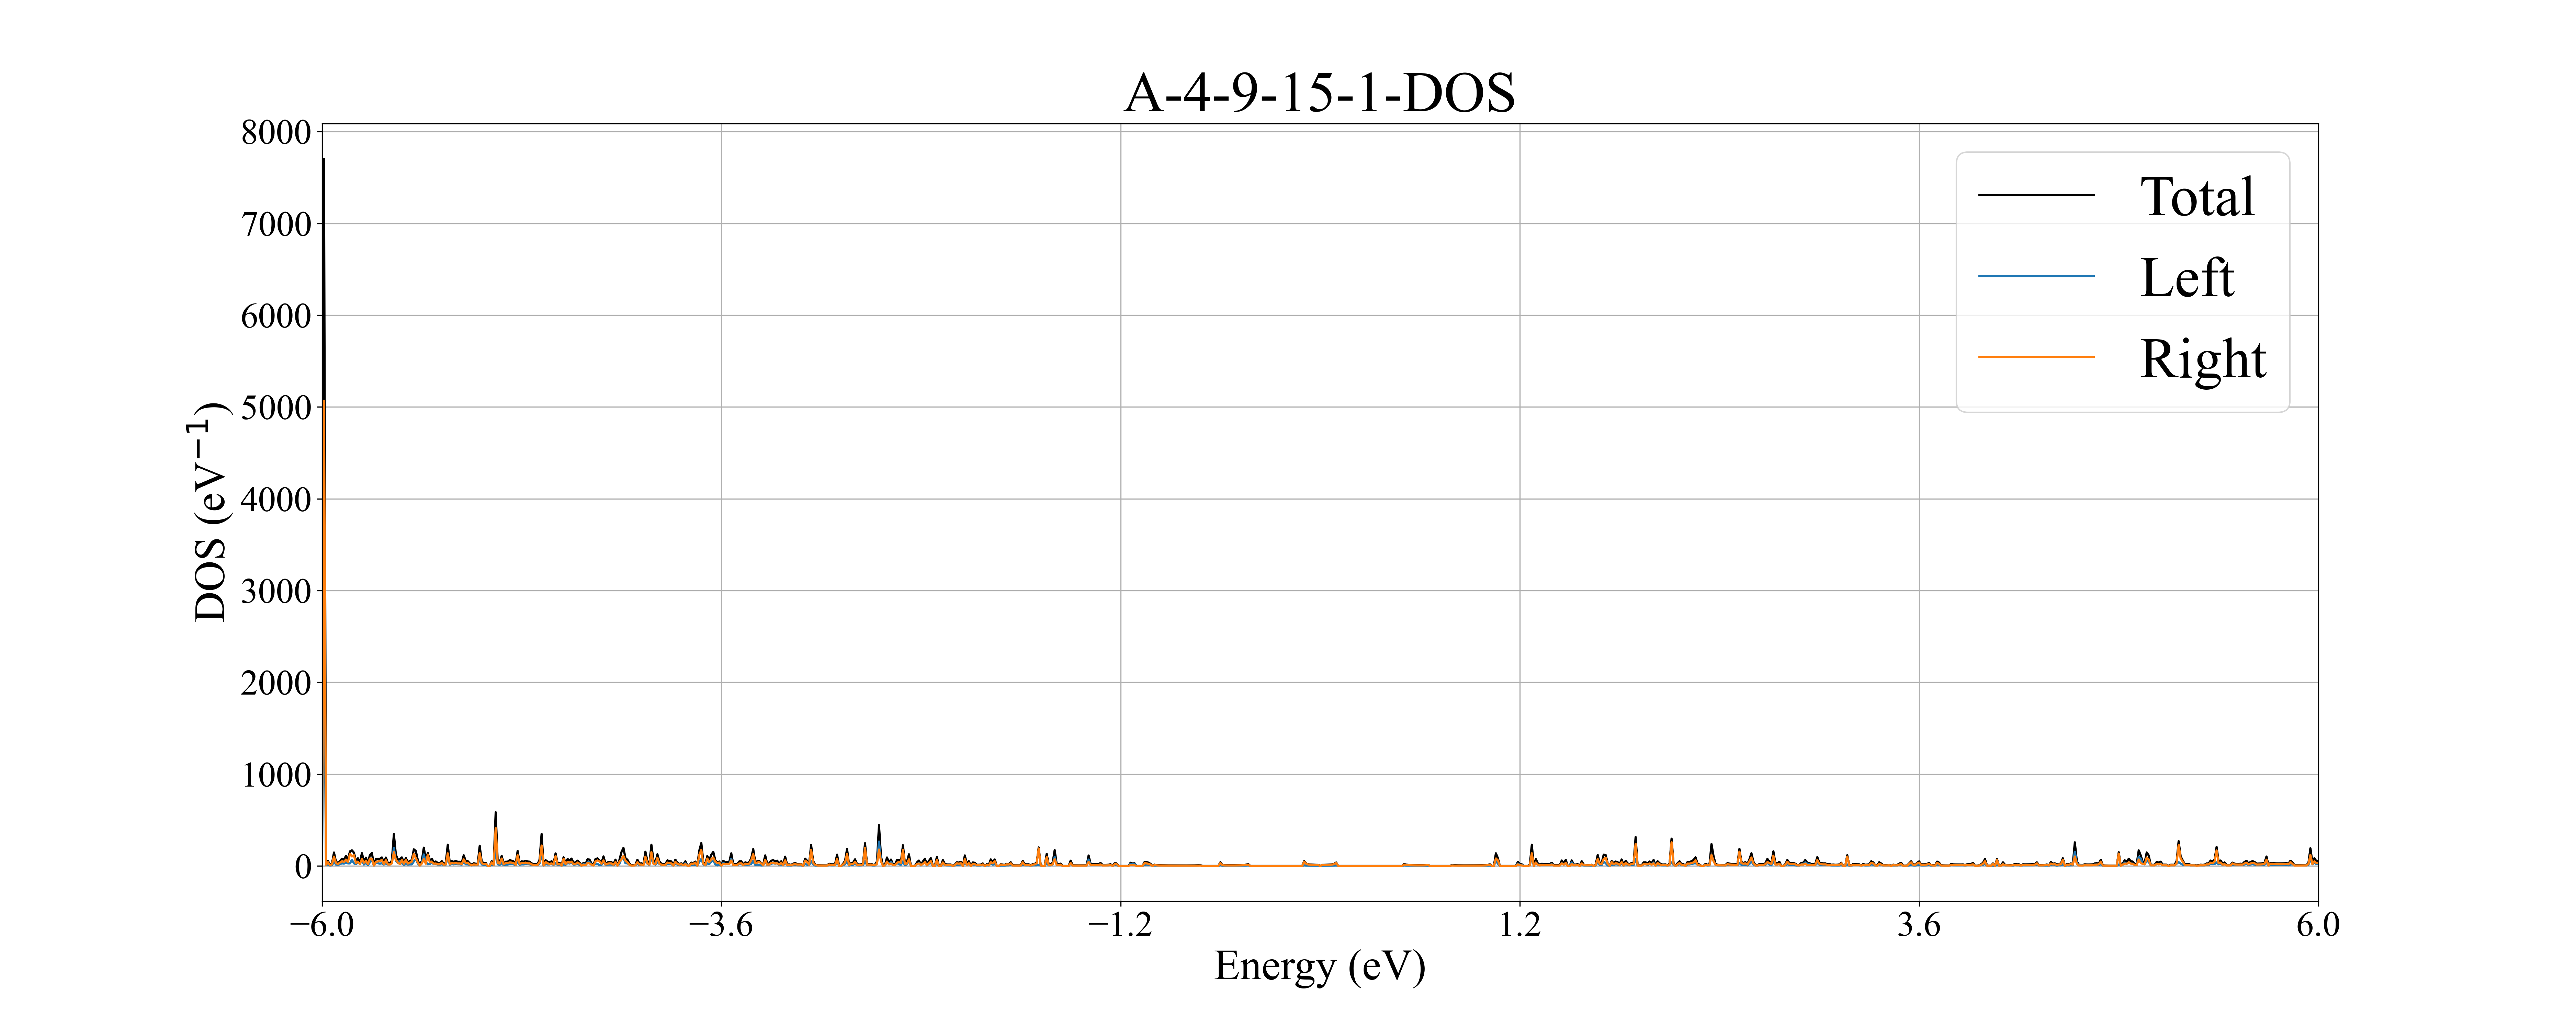 A-4-9-15-1-DOS
8000
7000
6000
5000
4000
3000
2000
1000
0
DOS (eV⁻¹)
Total
Left
Right
−6.0 −3.6 −1.2 1.2 3.6 6.0
Energy (eV)